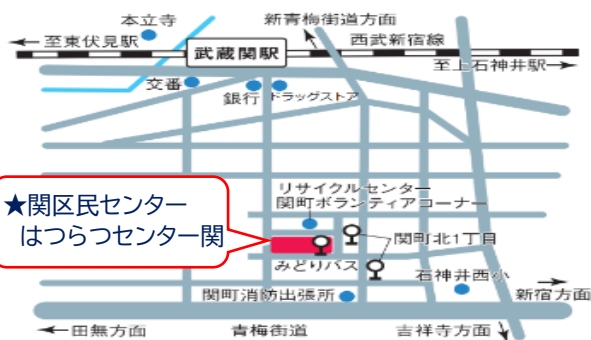 本立寺
新青梅街道方面
←至東伏見駅
武蔵関駅
西武新宿線
至上石神井駅→
交番
銀行
ドラッグストア
★関区民センター
はつらつセンター関
リサイクルセンター
関町ボランティアコーナー
関町北1丁目
みどりバス
石神井西小
関町消防出張所
新宿方面
←田無方面
青梅街道
吉祥寺方面